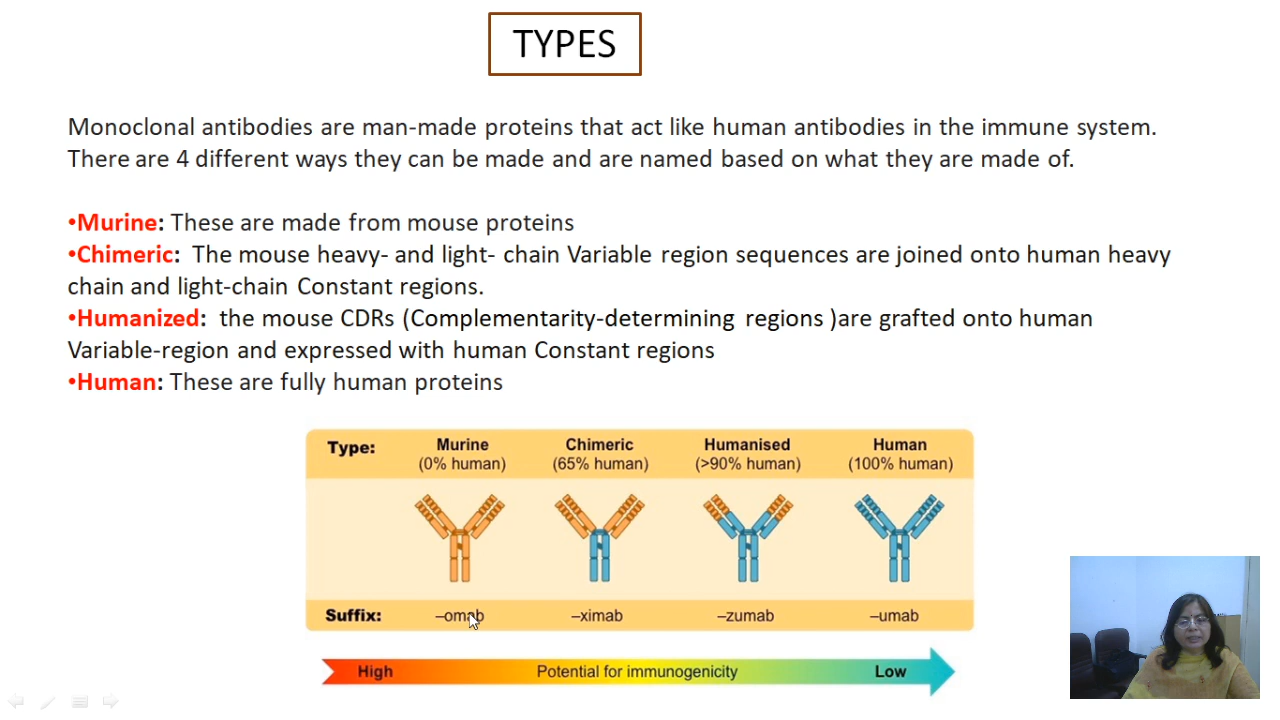 TYPES
Monoclonal antibodies are man-made proteins that act like human antibodies in the immune system.
There are 4 different ways they can be made and are named based on what they are made of.
•Murine: These are made from mouse proteins
•Chimeric: The mouse heavy- and light- chain Variable region sequences are joined onto human heavy
chain and light-chain Constant regions.
•Humanized: the mouse CDRs (Complementarity-determining regions )are grafted onto human
Variable-region and expressed with human Constant regions
•Human: These are fully human proteins
Type: Murine Chimeric Humanised Human
(0% human) (65% human) (>90% human) (100% human)
Suffix: –omab –ximab –zumab –umab
High Potential for immunogenicity Low